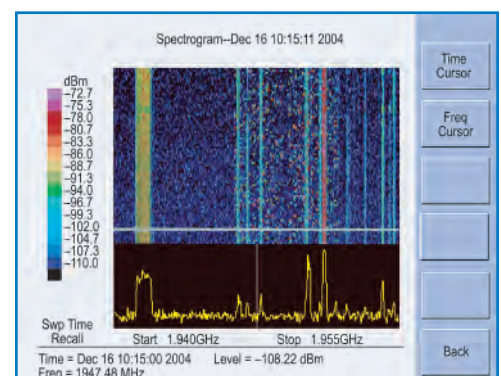 Spectrogram--Dec 16 10:15:11 2004
dBm
-72.7
-75.3
-78.0
-80.7
-83.3
-86.0
-88.7
-91.3
-94.0
-96.7
-99.3
-102.0
-104.7
-107.3
-110.0
Swp Time
Recall
Start 1.940GHz Stop 1.955GHz
Time = Dec 16 10:15:00 2004 Level = -108.22 dBm
Freq = 1947.48 MHz
Time
Cursor
Freq
Cursor
Back